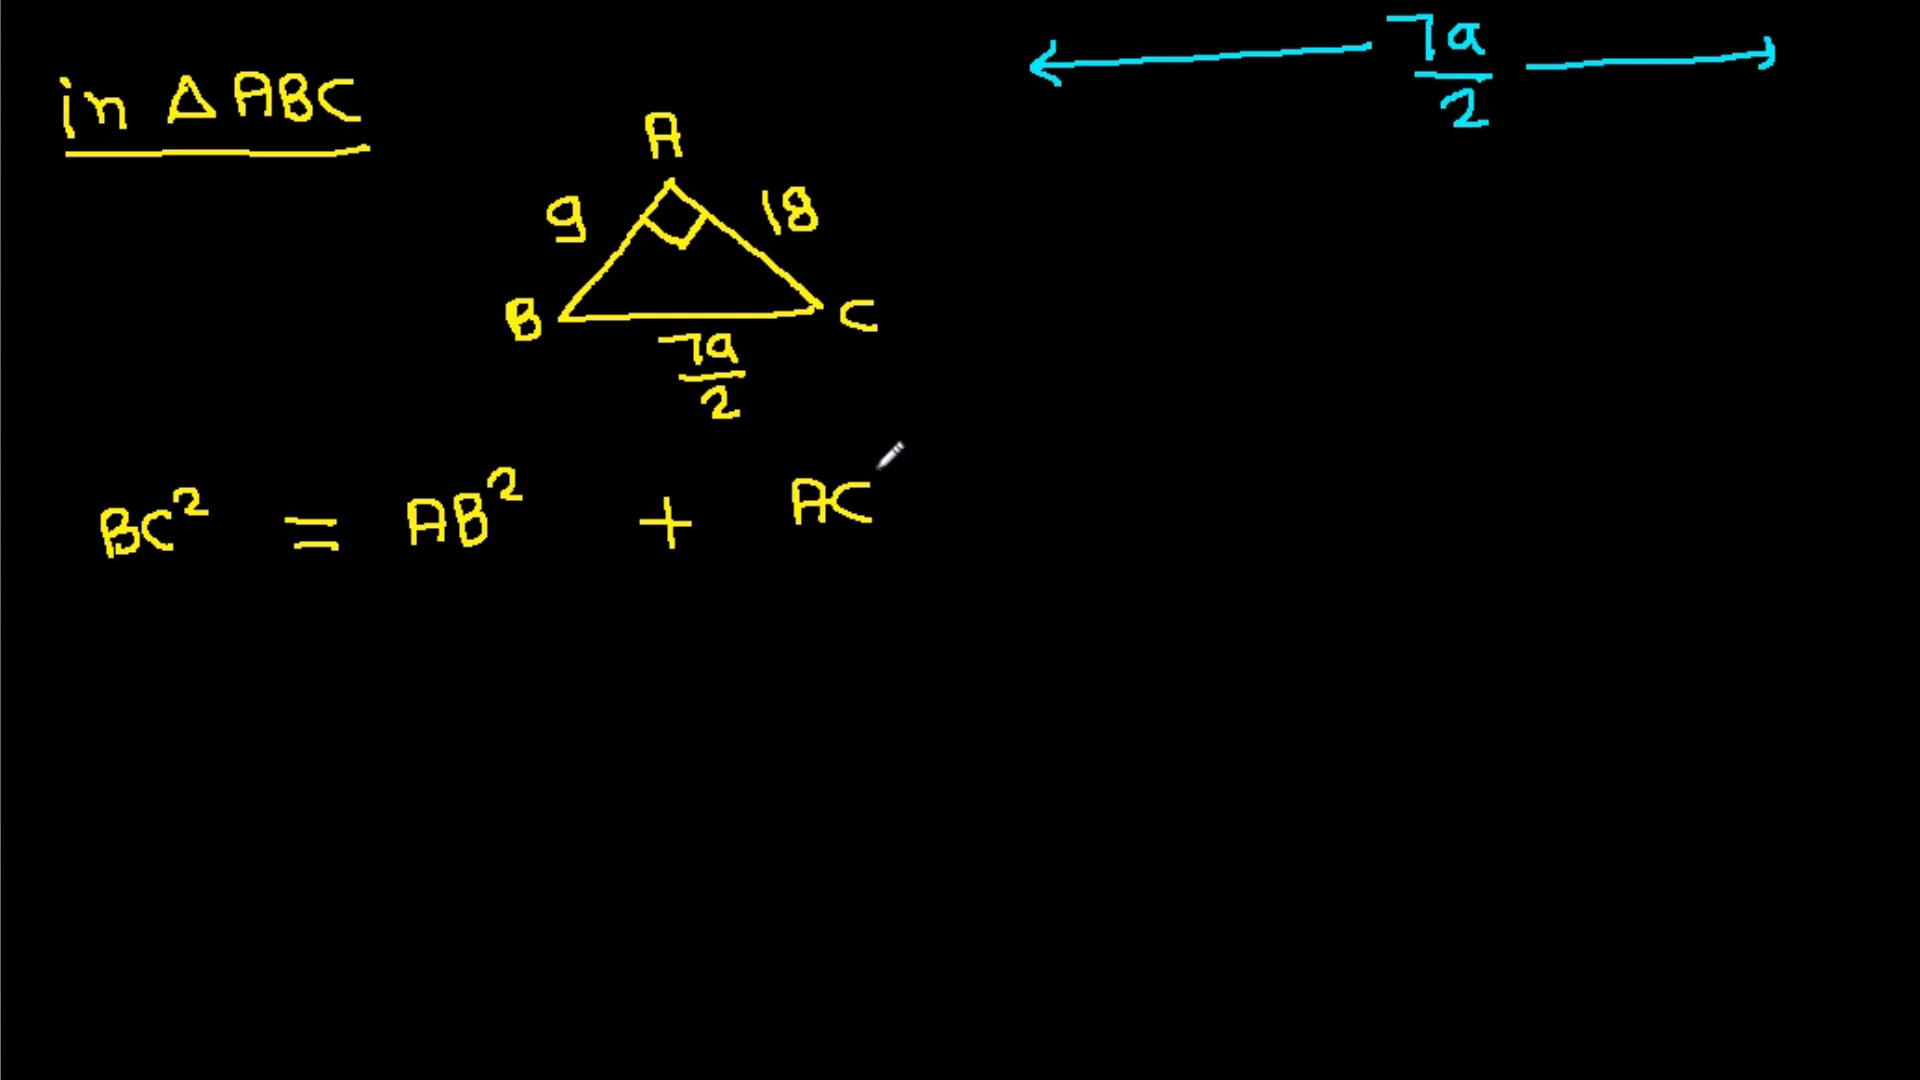 7a/2
in Δ ABC
A
9 18
B C
7a/2
BC² = AB² + AC